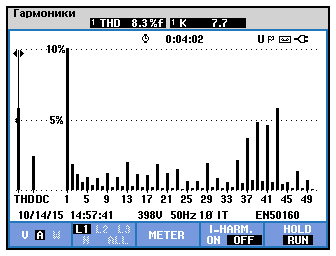 Гармоники
1 THD 8.3%f 1 K 7.7
0:04:02 U
10%
5%
THDDC 1 5 9 13 17 21 25 29 33 37 41 45 49
10/14/15 14:57:41 398V 50Hz 1Ø IT EN50160
V A W L1 L2 L3 METER I-HARM. HOLD
N ALL ON OFF RUN